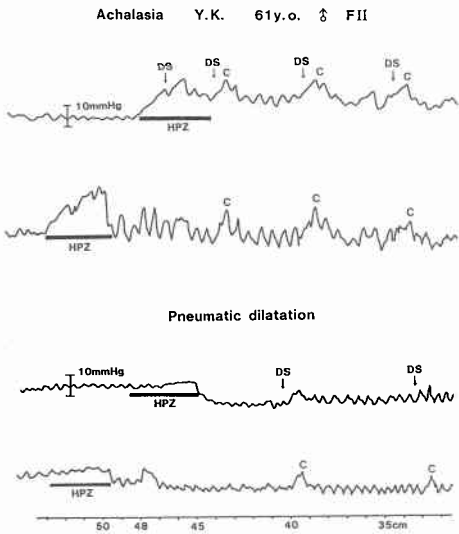 Achalasia Y.K. 61y.o. ♂ FII
DS DS DS DS
C C C
10mmHg
HPZ
C C C
HPZ
Pneumatic dilatation
10mmHg DS DS
HPZ
C C
HPZ
50 48 45 40 35cm